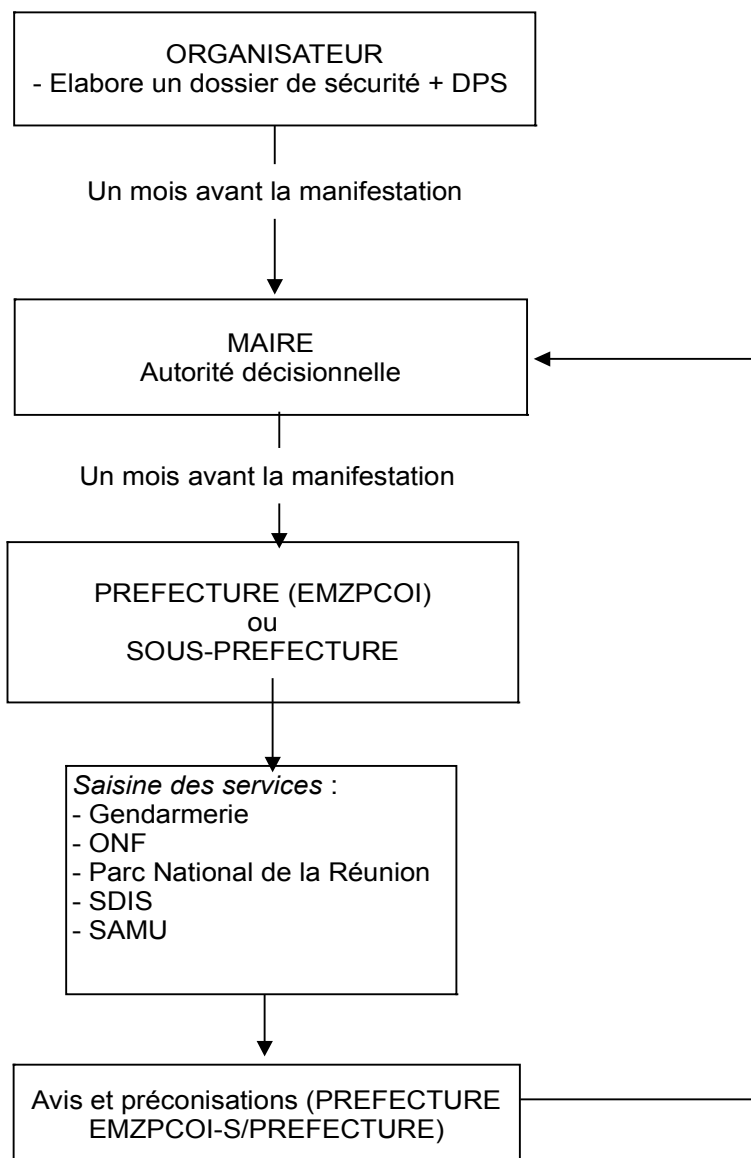 ORGANISATEUR
- Elabore un dossier de sécurité + DPS
Un mois avant la manifestation
MAIRE
Autorité décisionnelle
Un mois avant la manifestation
PREFECTURE (EMZPCOI)
ou
SOUS-PREFECTURE
Saisine des services :
- Gendarmerie
- ONF
- Parc National de la Réunion
- SDIS
- SAMU
Avis et préconisations (PREFECTURE
EMZPCOI-S/PREFECTURE)